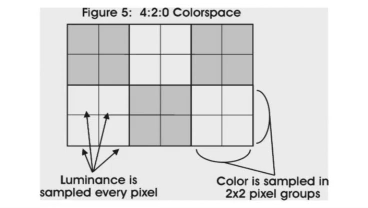 Figure 5: 4:2:0 Colorspace
Luminance is
sampled every pixel
Color is sampled in
2x2 pixel groups